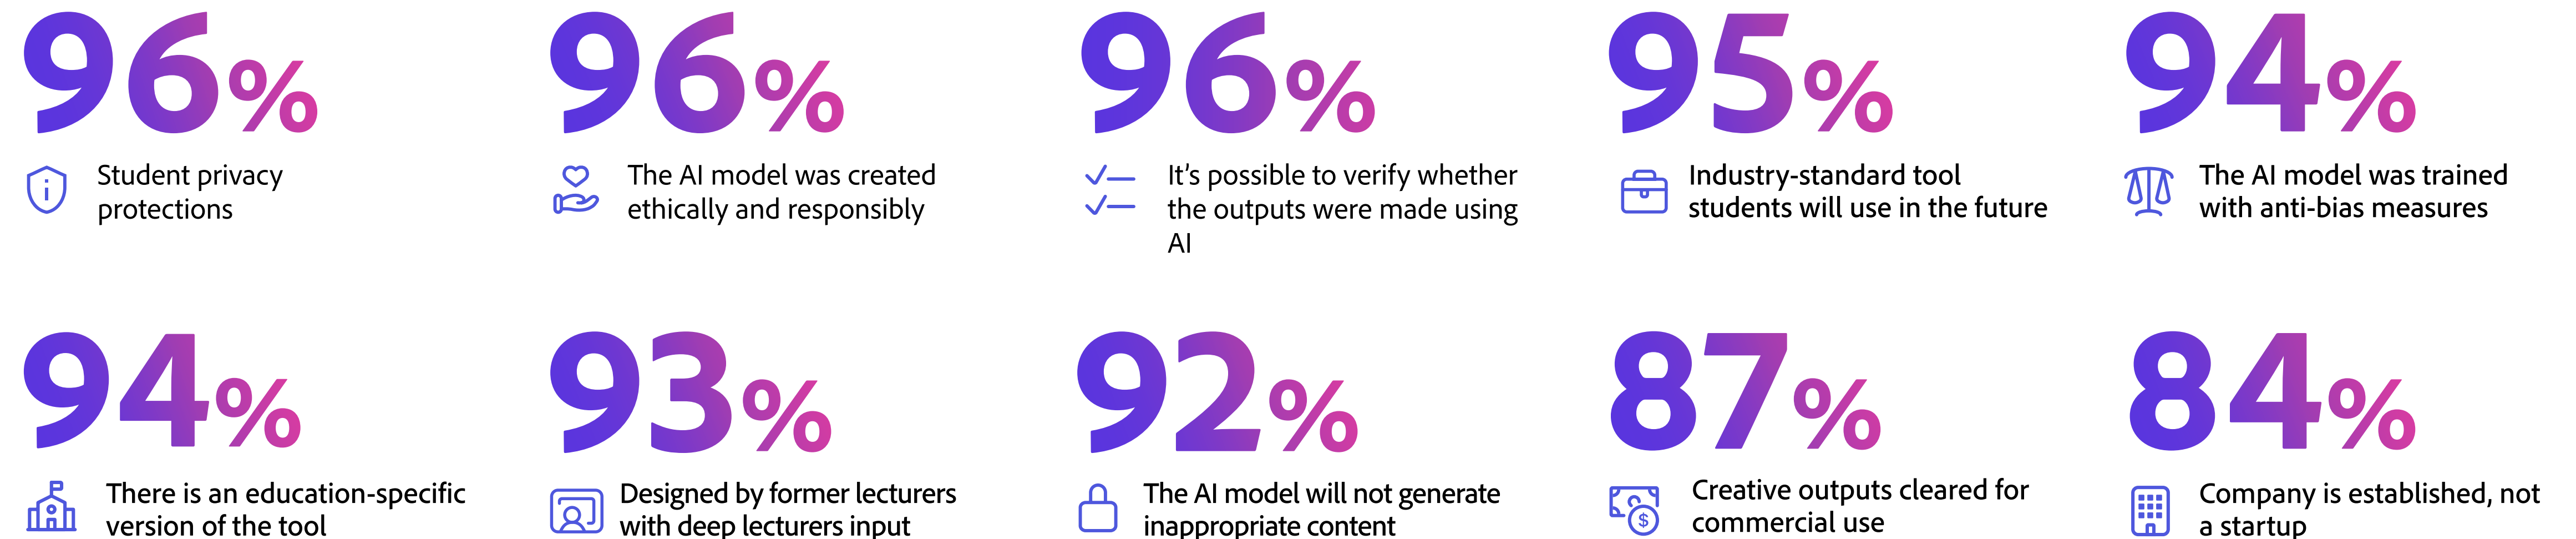 96%
Student privacy
protections
96%
The AI model was created
ethically and responsibly
96%
It's possible to verify whether
the outputs were made using
AI
95%
Industry-standard tool
students will use in the future
94%
The AI model was trained
with anti-bias measures
94%
There is an education-specific
version of the tool
93%
Designed by former lecturers
with deep lecturers input
92%
The AI model will not generate
inappropriate content
87%
Creative outputs cleared for
commercial use
84%
Company is established, not
a startup